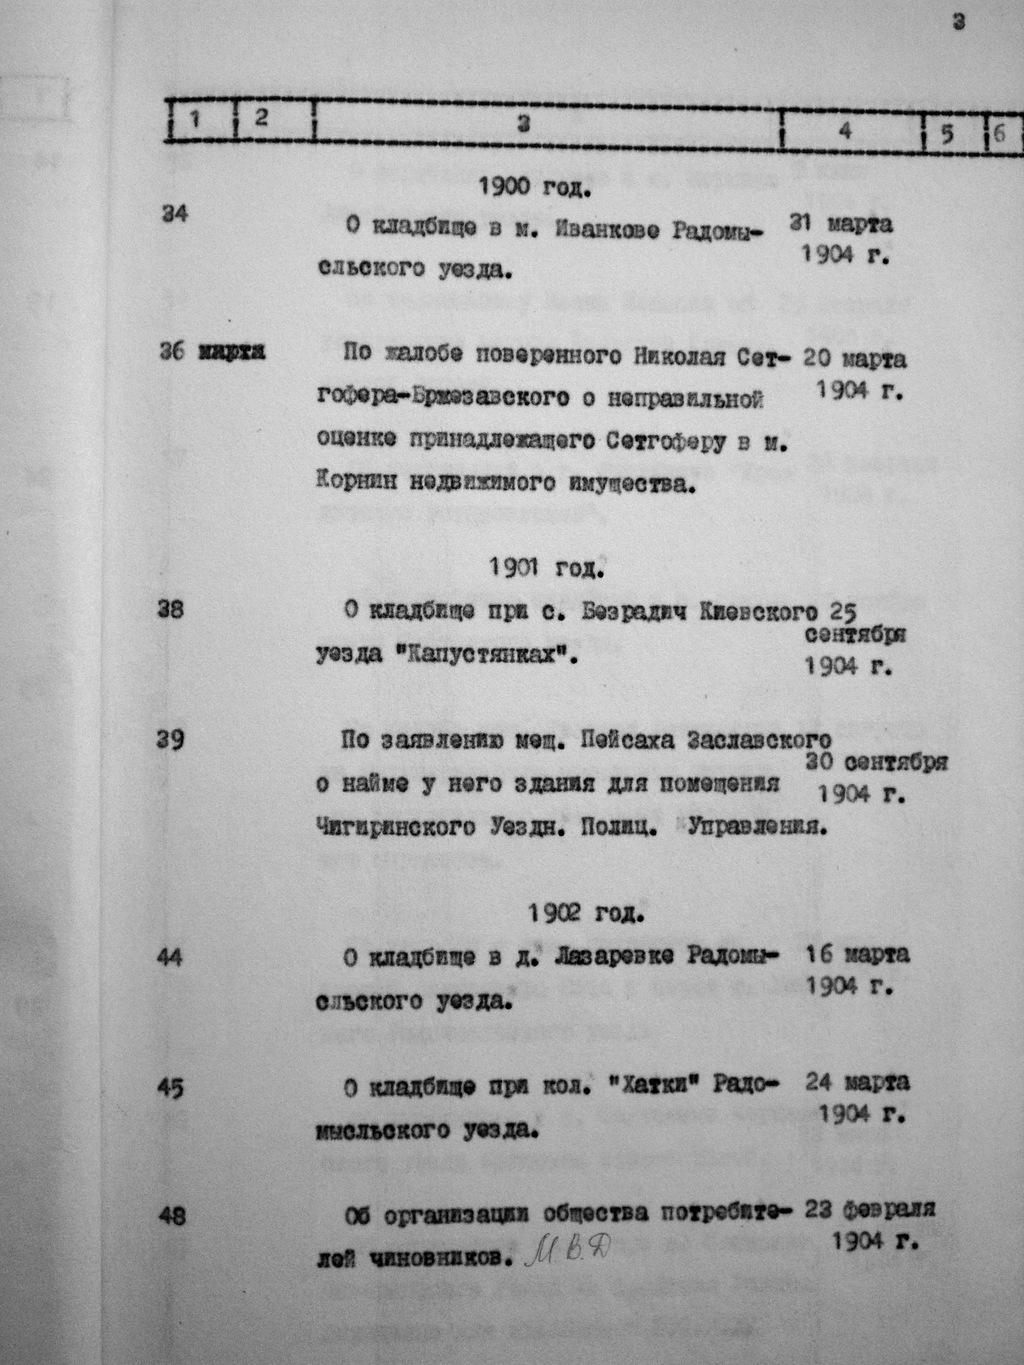 3
1 2 3 4 5 6
1900 год.
34 О кладбище в м. Иванкове Радомы- 31 марта
сльского уезда. 1904 г.
36 марта По жалобе поверенного Николая Сет- 20 марта
гофера-Бржезавского о неправильной 1904 г.
оценке принадлежащего Сетгоферу в м.
Корнин недвижимого имущества.
1901 год.
38 О кладбище при с. Безрадич Киевского 25
сентября
уезда "Капустянках". 1904 г.
39 По заявлению мещ. Пейсаха Заславского
30 сентября
о найме у него здания для помещения 1904 г.
Чигиринского Уездн. Полиц. Управления.
1902 год.
44 О кладбище в д. Лазаревке Радомы- 16 марта
сльского уезда. 1904 г.
45 О кладбище при кол. "Хатки" Радо- 24 марта
мысльского уезда. 1904 г.
48 Об организации общества потребите- 23 февраля
лей чиновников. М.В.Д 1904 г.